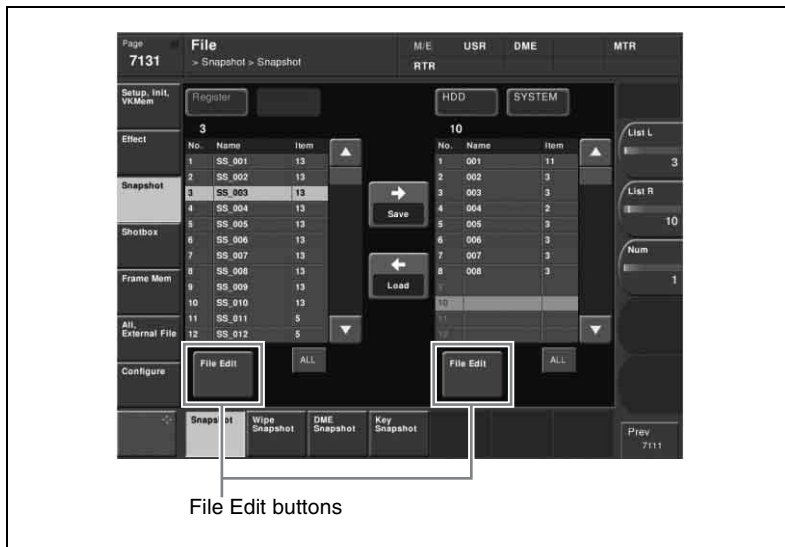 Page
7131
File
> Snapshot > Snapshot
M/E USR DME MTR
RTR
Setup, Init,
VKMem
Effect
Snapshot
Shotbox
Frame Mem
All,
External File
Configure
Register
3
No. Name Item
1 SS_001 13
2 SS_002 13
3 SS_003 13
4 SS_004 13
5 SS_005 13
6 SS_006 13
7 SS_007 13
8 SS_008 13
9 SS_009 13
10 SS_010 13
11 SS_011 5
12 SS_012 5
File Edit
ALL
Save
Load
HDD SYSTEM
10
No. Name Item
1 001 11
2 002 3
3 003 3
4 004 2
5 005 3
6 006 3
7 007 3
8 008 3
9
10
11
12
File Edit
ALL
List L
3
List R
10
Num
1
Snapshot
Wipe
Snapshot
DME
Snapshot
Key
Snapshot
Prev
7111
File Edit buttons